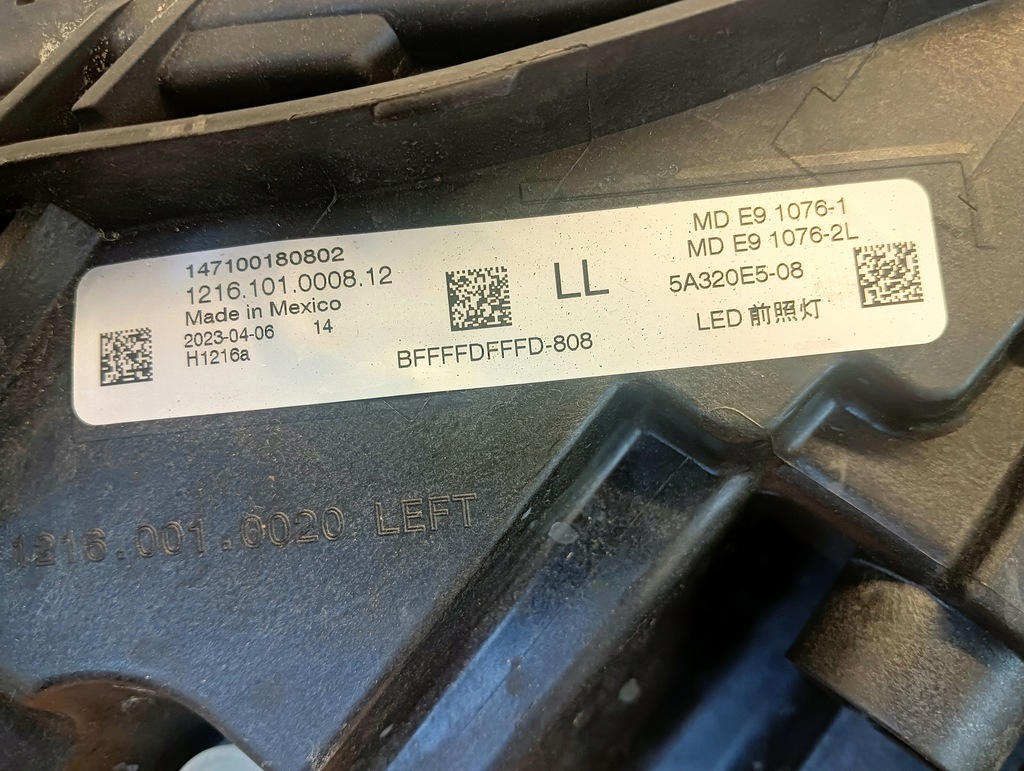 147100180802
1216.101.0008.12
Made in Mexico
2023-04-06 14
H1216a
LL
BFFFFDFFFD-808
MD E9 1076-1
MD E9 1076-2L
5A320E5-08
LED 前照灯
1216.001.0020 LEFT